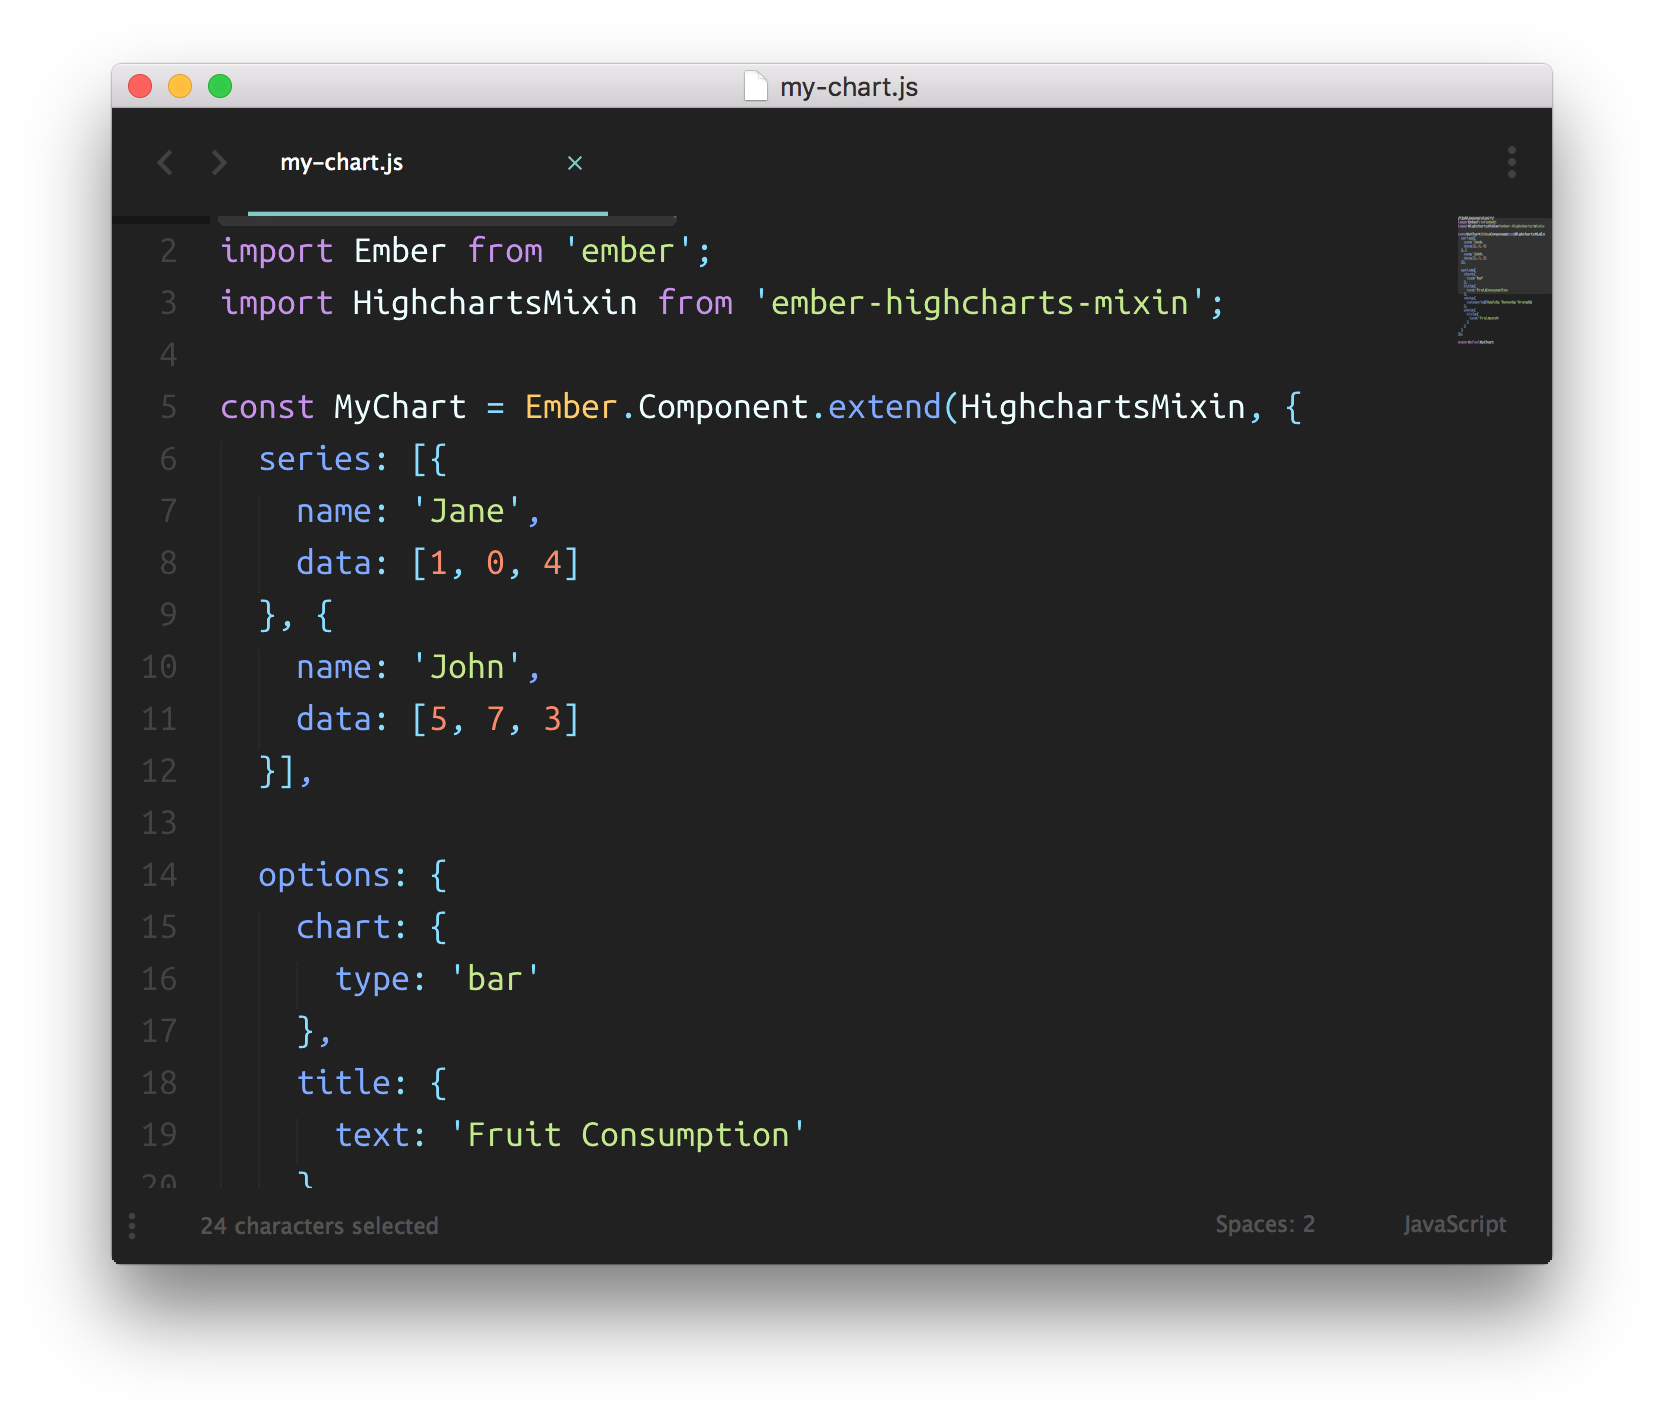 my-chart.js
my-chart.js ×
2 import Ember from 'ember';
3 import HighchartsMixin from 'ember-highcharts-mixin';
4
5 const MyChart = Ember.Component.extend(HighchartsMixin, {
6 series: [{
7 name: 'Jane',
8 data: [1, 0, 4]
9 }, {
10 name: 'John',
11 data: [5, 7, 3]
12 }],
13
14 options: {
15 chart: {
16 type: 'bar'
17 },
18 title: {
19 text: 'Fruit Consumption'
20 }
24 characters selected Spaces: 2 JavaScript